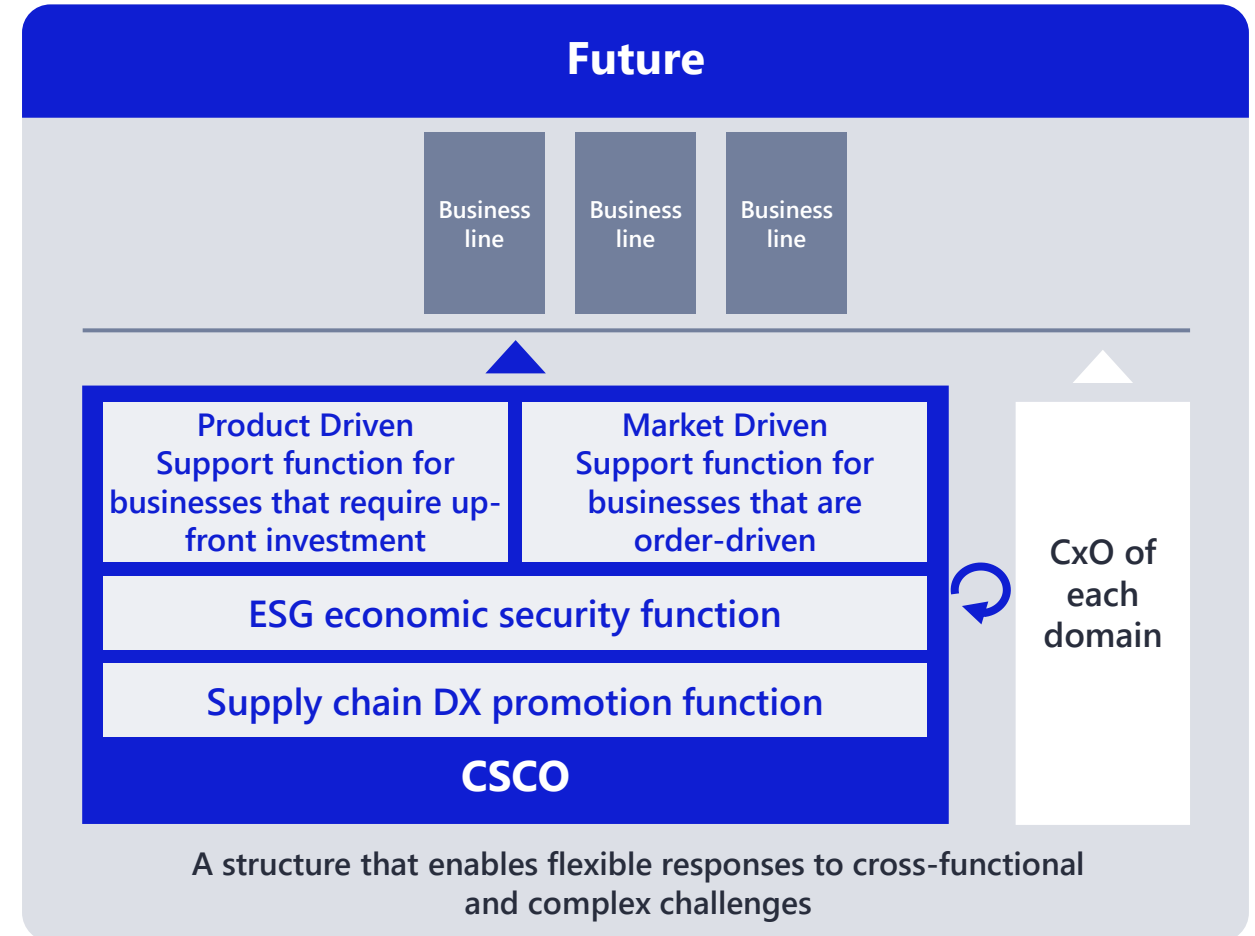 Future
Business
line
Business
line
Business
line
Product Driven
Support function for
businesses that require up-
front investment
Market Driven
Support function for
businesses that are
order-driven
ESG economic security function
Supply chain DX promotion function
CSCO
CxO of
each
domain
A structure that enables flexible responses to cross-functional
and complex challenges